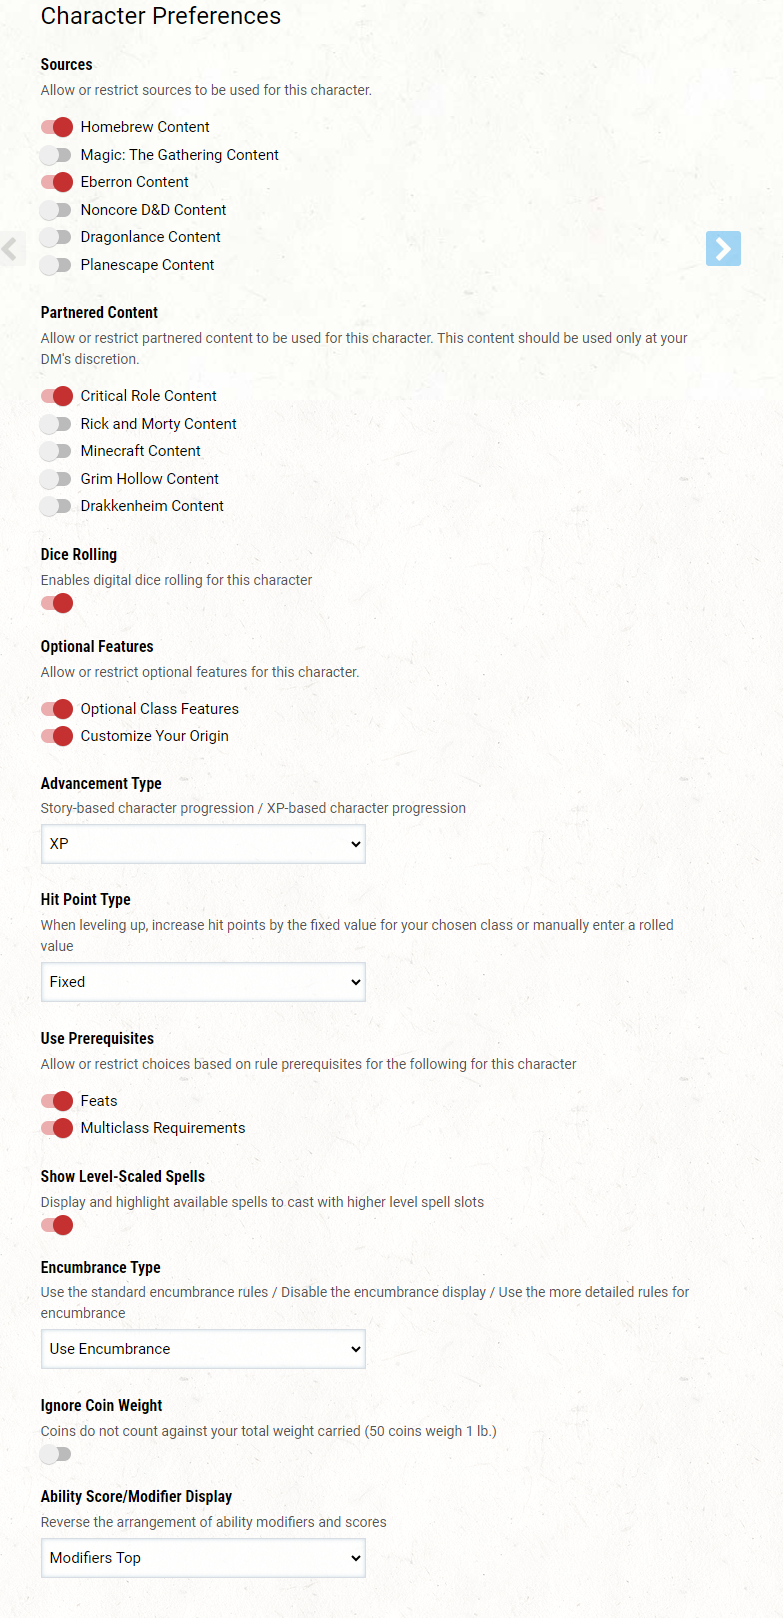 Character Preferences
Sources
Allow or restrict sources to be used for this character.
Homebrew Content
Magic: The Gathering Content
Eberron Content
Noncore D&D Content
Dragonlance Content
Planescape Content
Partnered Content
Allow or restrict partnered content to be used for this character. This content should be used only at your
DM's discretion.
Critical Role Content
Rick and Morty Content
Minecraft Content
Grim Hollow Content
Drakkenheim Content
Dice Rolling
Enables digital dice rolling for this character
Optional Features
Allow or restrict optional features for this character.
Optional Class Features
Customize Your Origin
Advancement Type
Story-based character progression / XP-based character progression
XP
Hit Point Type
When leveling up, increase hit points by the fixed value for your chosen class or manually enter a rolled
value
Fixed
Use Prerequisites
Allow or restrict choices based on rule prerequisites for the following for this character
Feats
Multiclass Requirements
Show Level-Scaled Spells
Display and highlight available spells to cast with higher level spell slots
Encumbrance Type
Use the standard encumbrance rules / Disable the encumbrance display / Use the more detailed rules for
encumbrance
Use Encumbrance
Ignore Coin Weight
Coins do not count against your total weight carried (50 coins weigh 1 lb.)
Ability Score/Modifier Display
Reverse the arrangement of ability modifiers and scores
Modifiers Top